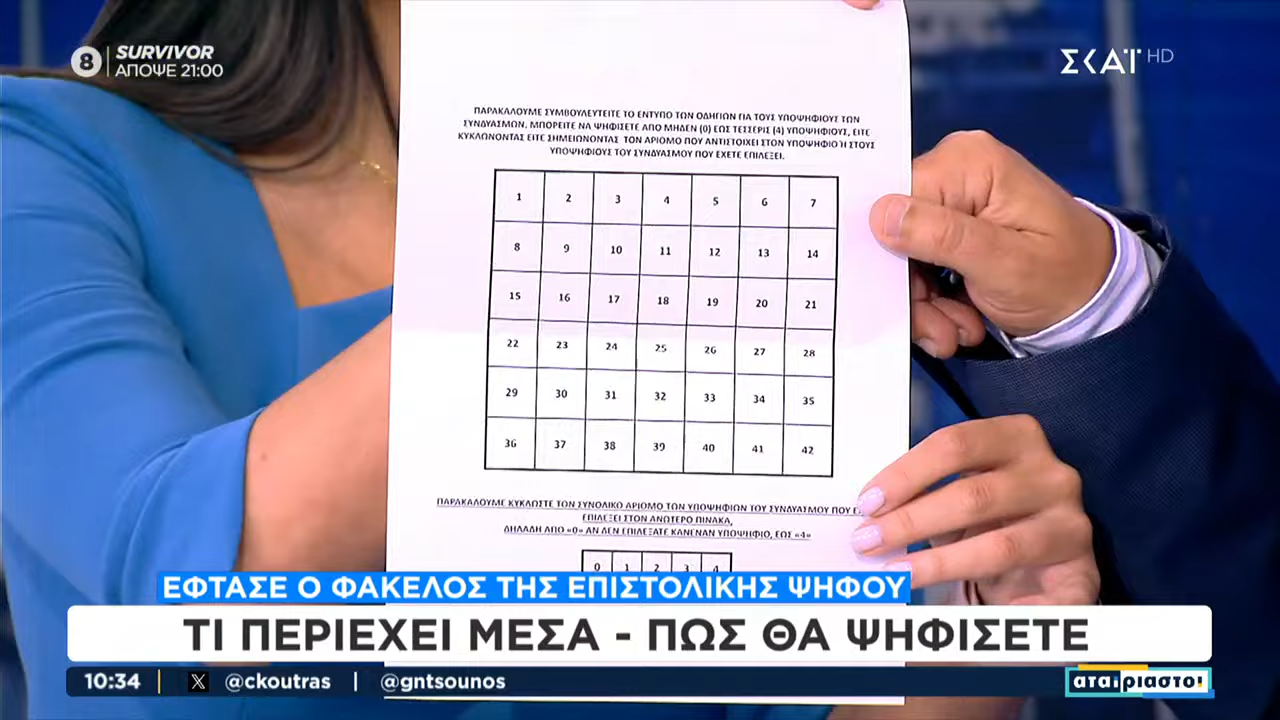 8
SURVIVOR
ΑΠΟΨΕ 21:00
ΣΚΑΪ HD
ΠΑΡΑΚΑΛΟΥΜΕ ΣΥΜΒΟΥΛΕΥΤΕΙΤΕ ΤΟ ΕΝΤΥΠΟ ΤΩΝ ΟΔΗΓΙΩΝ ΓΙΑ ΤΟΥΣ ΥΠΟΨΗΦΙΟΥΣ ΤΩΝ
ΣΥΝΔΥΑΣΜΩΝ. ΜΠΟΡΕΙΤΕ ΝΑ ΨΗΦΙΣΕΤΕ ΑΠΟ ΜΗΔΕΝ (0) ΕΩΣ ΤΕΣΣΕΡΙΣ (4) ΥΠΟΨΗΦΙΟΥΣ, ΕΙΤΕ
ΚΥΚΛΩΝΟΝΤΑΣ ΕΙΤΕ ΣΗΜΕΙΩΝΟΝΤΑΣ ΤΟΝ ΑΡΙΘΜΟ ΠΟΥ ΑΝΤΙΣΤΟΙΧΕΙ ΣΤΟΝ ΥΠΟΨΗΦΙΟ Ή ΣΤΟΥΣ
ΥΠΟΨΗΦΙΟΥΣ ΤΟΥ ΣΥΝΔΥΑΣΜΟΥ ΠΟΥ ΕΧΕΤΕ ΕΠΙΛΕΞΕΙ.
1 2 3 4 5 6 7
8 9 10 11 12 13 14
15 16 17 18 19 20 21
22 23 24 25 26 27 28
29 30 31 32 33 34 35
36 37 38 39 40 41 42
ΠΑΡΑΚΑΛΟΥΜΕ ΚΥΚΛΩΣΤΕ ΤΟΝ ΣΥΝΟΛΙΚΟ ΑΡΙΘΜΟ ΤΩΝ ΥΠΟΨΗΦΙΩΝ ΤΟΥ ΣΥΝΔΥΑΣΜΟΥ ΠΟΥ
ΕΠΙΛΕΞΕΙ ΣΤΟΝ ΑΝΩΤΕΡΟ ΠΙΝΑΚΑ,
ΔΗΛΑΔΗ ΑΠΟ «0» ΑΝ ΔΕΝ ΕΠΙΛΕΞΑΤΕ ΚΑΝΕΝΑΝ ΥΠΟΨΗΦΙΟ, ΕΩΣ «4»
0 1 2 3 4
ΕΦΤΑΣΕ Ο ΦΑΚΕΛΟΣ ΤΗΣ ΕΠΙΣΤΟΛΙΚΗΣ ΨΗΦΟΥ
ΤΙ ΠΕΡΙΕΧΕΙ ΜΕΣΑ - ΠΩΣ ΘΑ ΨΗΦΙΣΕΤΕ
10:34 | X @ckoutras | @gntsounos
αταίριαστοι